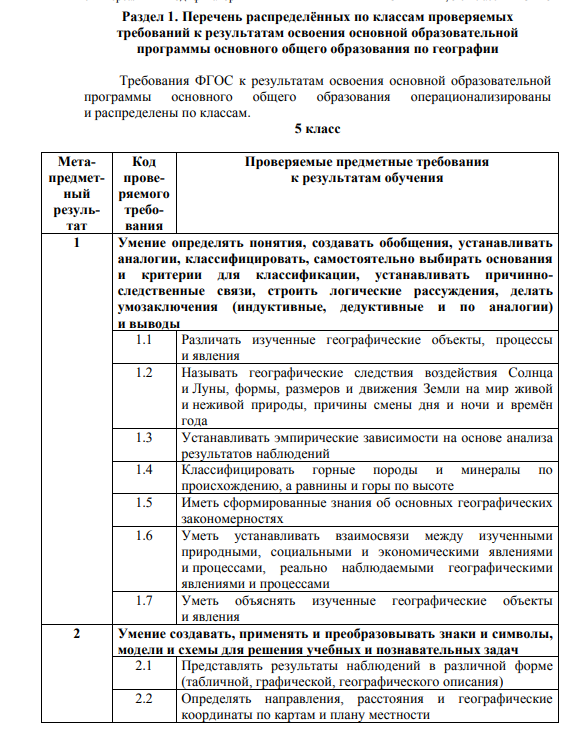 Раздел 1. Перечень распределённых по классам проверяемых
требований к результатам освоения основной образовательной
программы основного общего образования по географии
Требования ФГОС к результатам освоения основной образовательной
программы основного общего образования операционализированы
и распределены по классам.
5 класс
Мета-
предмет-
ный
резуль-
тат
Код
прове-
ряемого
требо-
вания
Проверяемые предметные требования
к результатам обучения
1
Умение определять понятия, создавать обобщения, устанавливать
аналогии, классифицировать, самостоятельно выбирать основания
и критерии для классификации, устанавливать причинно-
следственные связи, строить логические рассуждения, делать
умозаключения (индуктивные, дедуктивные и по аналогии)
и выводы
1.1
Различать изученные географические объекты, процессы
и явления
1.2
Называть географические следствия воздействия Солнца
и Луны, формы, размеров и движения Земли на мир живой
и неживой природы, причины смены дня и ночи и времён
года
1.3
Устанавливать эмпирические зависимости на основе анализа
результатов наблюдений
1.4
Классифицировать горные породы и минералы по
происхождению, а равнины и горы по высоте
1.5
Иметь сформированные знания об основных географических
закономерностях
1.6
Уметь устанавливать взаимосвязи между изученными
природными, социальными и экономическими явлениями
и процессами, реально наблюдаемыми географическими
явлениями и процессами
1.7
Уметь объяснять изученные географические объекты
и явления
2
Умение создавать, применять и преобразовывать знаки и символы,
модели и схемы для решения учебных и познавательных задач
2.1
Представлять результаты наблюдений в различной форме
(табличной, графической, географического описания)
2.2
Определять направления, расстояния и географические
координаты по картам и плану местности